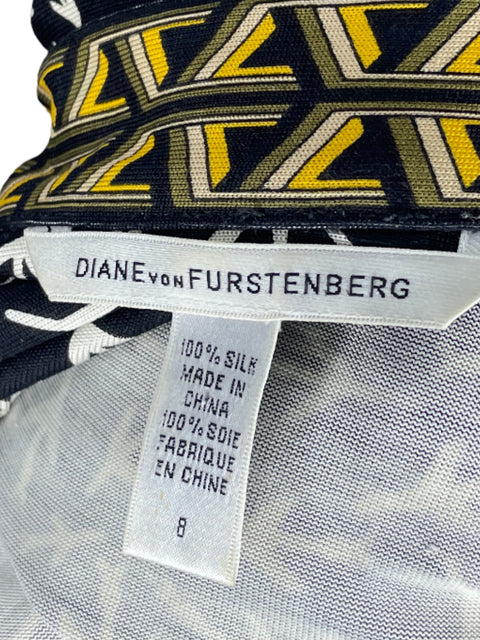 DIANE VON FURSTENBERG
100% SILK
MADE IN
CHINA
100% SOIE
FABRIQUE
EN CHINE
8